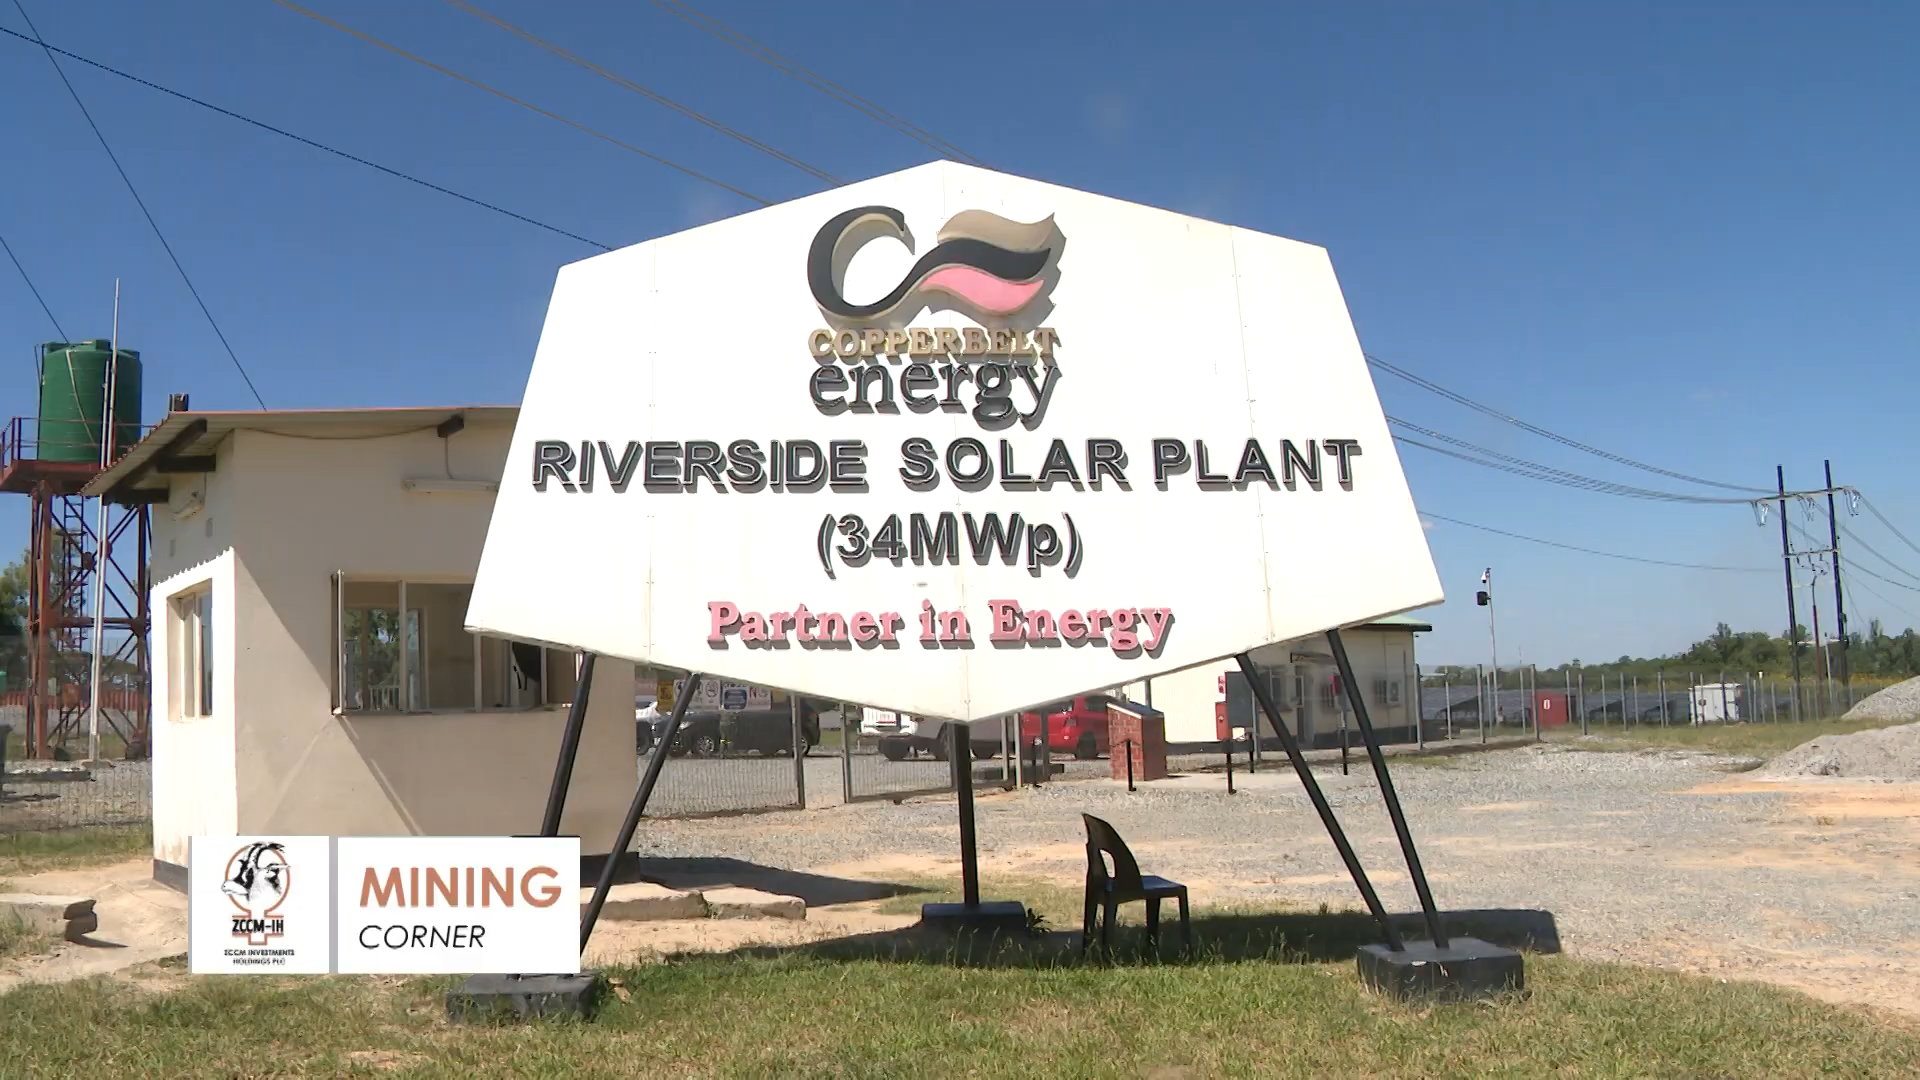 COPPERBELT
energy
RIVERSIDE SOLAR PLANT
(34MWp)
Partner in Energy
ZCCM-IH
ZCCM INVESTMENTS
HOLDINGS PLC
MINING
CORNER